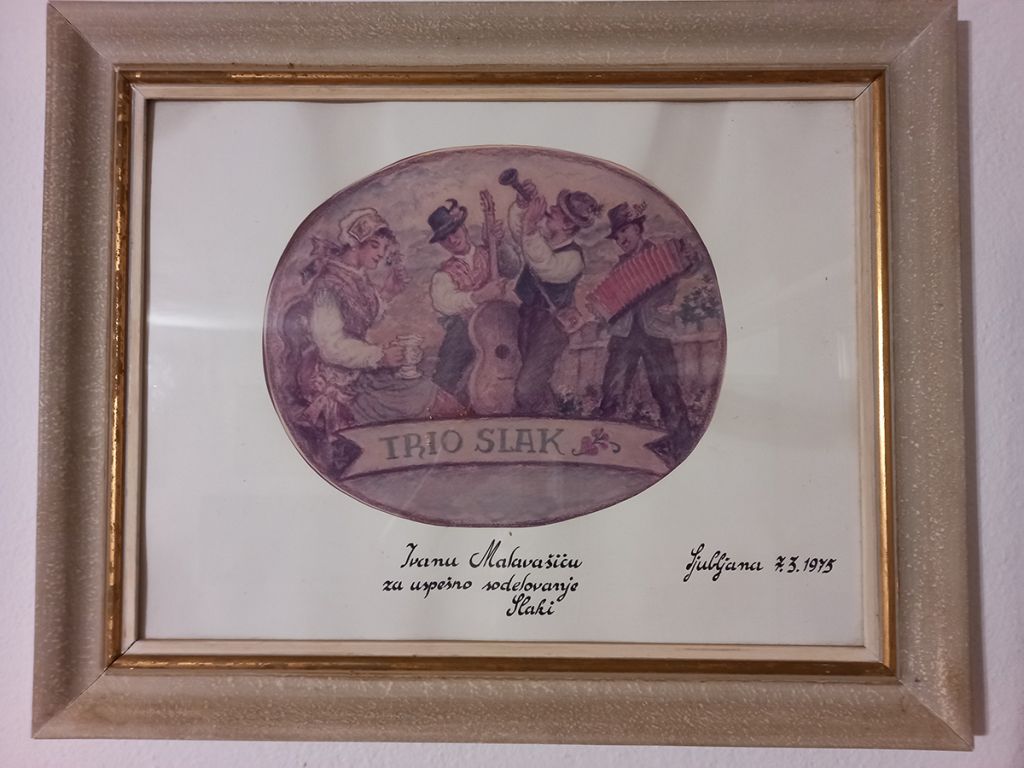 TRIO SLAK
Ivanu Malavašiču
za uspešno sodelovanje
Slaki
Ljubljana 7.3.1975